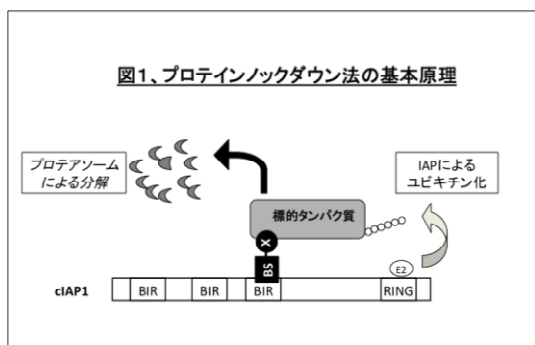 図1、プロテインノックダウン法の基本原理
プロテアソーム
による分解
IAPによる
ユビキチン化
標的タンパク質
X
BS
E2
cIAP1
BIR
BIR
BIR
RING